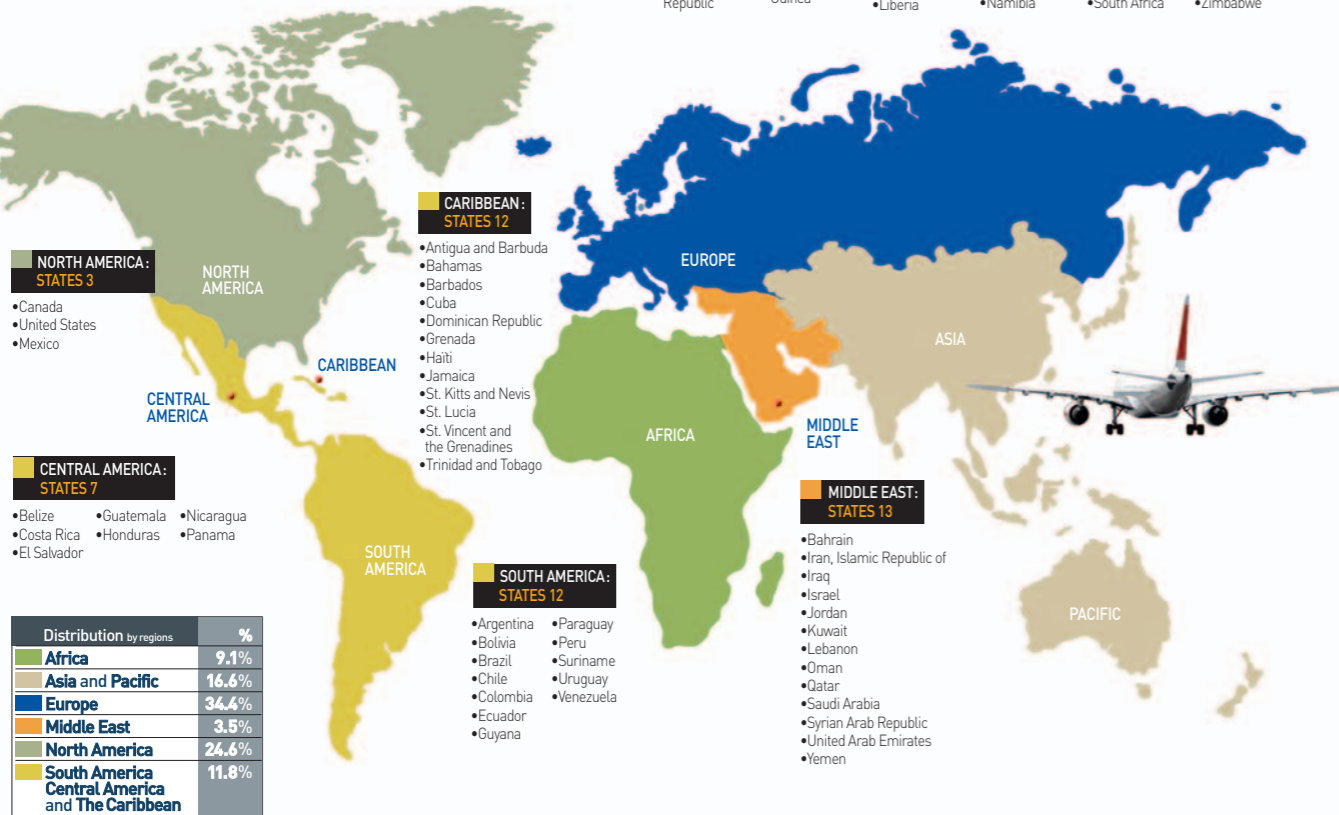 Republic
•Liberia
•Namibia
•South Africa
•Zimbabwe
CARIBBEAN:
STATES 12
•Antigua and Barbuda
•Bahamas
•Barbados
•Cuba
•Dominican Republic
•Grenada
•Haïti
•Jamaica
•St. Kitts and Nevis
•St. Lucia
•St. Vincent and
the Grenadines
•Trinidad and Tobago
NORTH AMERICA:
STATES 3
•Canada
•United States
•Mexico
NORTH
AMERICA
EUROPE
ASIA
CARIBBEAN
CENTRAL
AMERICA
AFRICA
MIDDLE
EAST
CENTRAL AMERICA:
STATES 7
•Belize
•Costa Rica
•El Salvador
•Guatemala
•Honduras
•Nicaragua
•Panama
MIDDLE EAST:
STATES 13
•Bahrain
•Iran, Islamic Republic of
•Iraq
•Israel
•Jordan
•Kuwait
•Lebanon
•Oman
•Qatar
•Saudi Arabia
•Syrian Arab Republic
•United Arab Emirates
•Yemen
SOUTH
AMERICA
SOUTH AMERICA:
STATES 12
•Argentina
•Bolivia
•Brazil
•Chile
•Colombia
•Ecuador
•Guyana
•Paraguay
•Peru
•Suriname
•Uruguay
•Venezuela
PACIFIC
Distribution by regions %
Africa 9.1%
Asia and Pacific 16.6%
Europe 34.4%
Middle East 3.5%
North America 24.6%
South America 11.8%
Central America
and The Caribbean